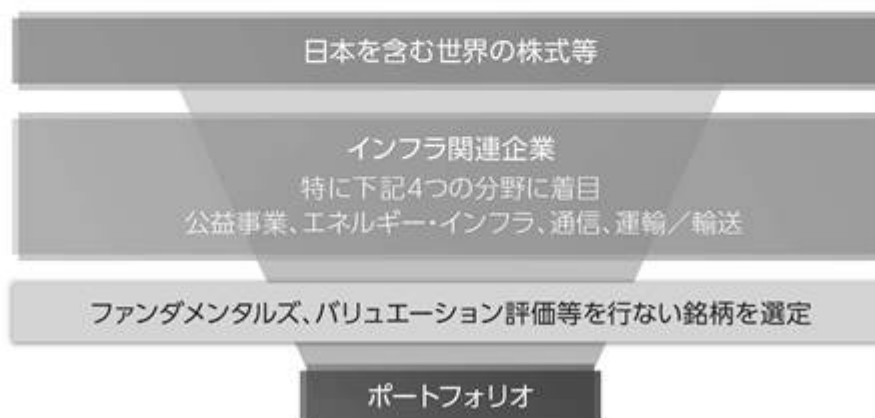 日本を含む世界の株式等
インフラ関連企業
特に下記4つの分野に着目
公益事業、エネルギー・インフラ、通信、運輸／輸送
ファンダメンタルズ、バリュエーション評価等を行ない銘柄を選定
ポートフォリオ